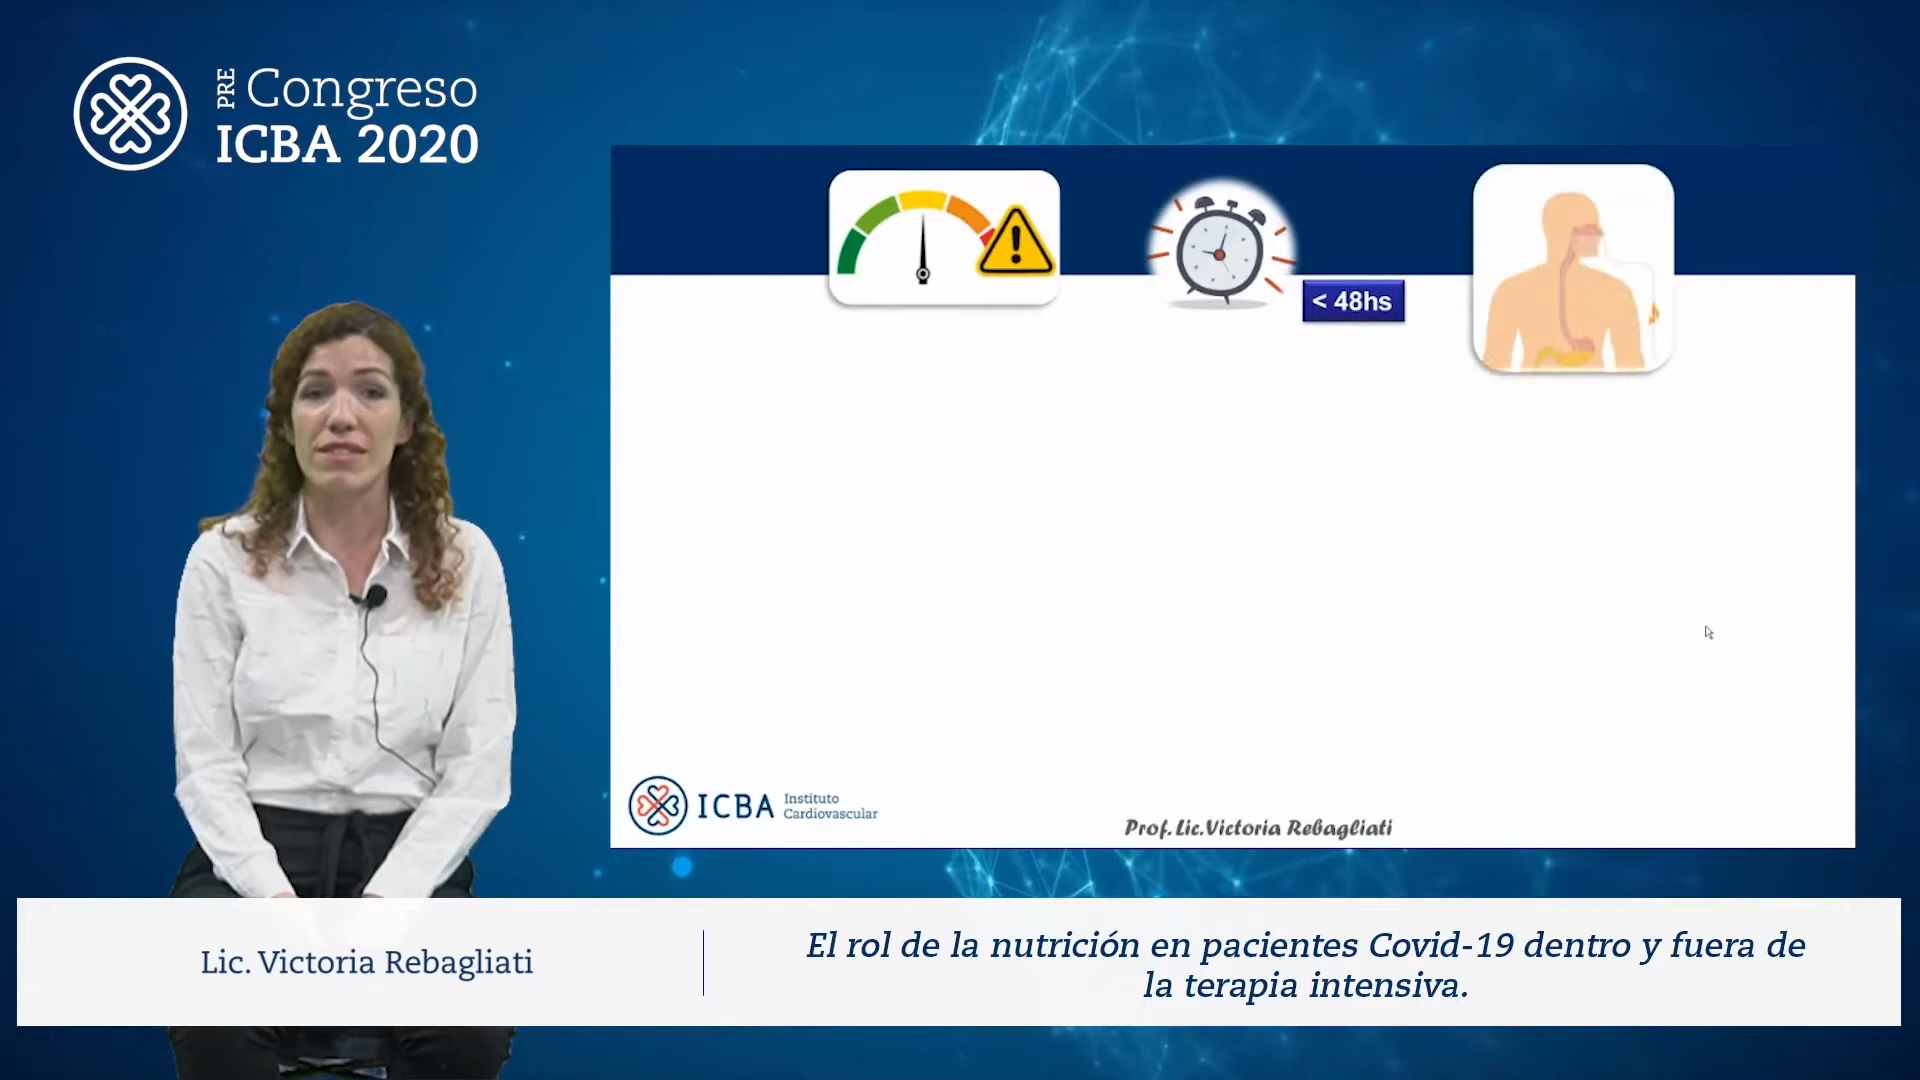 PRE Congreso
ICBA 2020
< 48hs
ICBA Instituto
Cardiovascular
Prof. Lic. Victoria Rebagliati
Lic. Victoria Rebagliati
El rol de la nutrición en pacientes Covid-19 dentro y fuera de
la terapia intensiva.